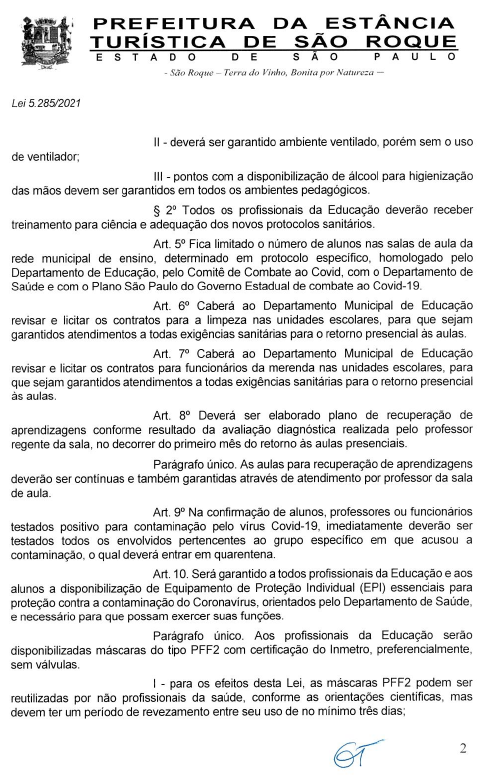 PREFEITURA DA ESTÂNCIA
TURÍSTICA DE SÃO ROQUE
ESTADO DE SÃO PAULO
- São Roque – Terra do Vinho, Bonita por Natureza –
Lei 5.285/2021
II - deverá ser garantido ambiente ventilado, porém sem o uso
de ventilador;
III - pontos com a disponibilização de álcool para higienização
das mãos devem ser garantidos em todos os ambientes pedagógicos.
§ 2º Todos os profissionais da Educação deverão receber
treinamento para ciência e adequação dos novos protocolos sanitários.
Art. 5º Fica limitado o número de alunos nas salas de aula da
rede municipal de ensino, determinado em protocolo específico, homologado pelo
Departamento de Educação, pelo Comitê de Combate ao Covid, com o Departamento de
Saúde e com o Plano São Paulo do Governo Estadual de combate ao Covid-19.
Art. 6º Caberá ao Departamento Municipal de Educação
revisar e licitar os contratos para a limpeza nas unidades escolares, para que sejam
garantidos atendimentos a todas exigências sanitárias para o retorno presencial às aulas.
Art. 7º Caberá ao Departamento Municipal de Educação
revisar e licitar os contratos para funcionários da merenda nas unidades escolares, para
que sejam garantidos atendimentos a todas exigências sanitárias para o retorno presencial
às aulas.
Art. 8º Deverá ser elaborado plano de recuperação de
aprendizagens conforme resultado da avaliação diagnóstica realizada pelo professor
regente da sala, no decorrer do primeiro mês do retorno às aulas presenciais.
Parágrafo único. As aulas para recuperação de aprendizagens
deverão ser contínuas e também garantidas através de atendimento por professor da sala
de aula.
Art. 9º Na confirmação de alunos, professores ou funcionários
testados positivo para contaminação pelo vírus Covid-19, imediatamente deverão ser
testados todos os envolvidos pertencentes ao grupo específico em que acusou a
contaminação, o qual deverá entrar em quarentena.
Art. 10. Será garantido a todos profissionais da Educação e aos
alunos a disponibilização de Equipamento de Proteção Individual (EPI) essenciais para
proteção contra a contaminação do Coronavírus, orientados pelo Departamento de Saúde,
e necessário para que possam exercer suas funções.
Parágrafo único. Aos profissionais da Educação serão
disponibilizadas máscaras do tipo PFF2 com certificação do Inmetro, preferencialmente,
sem válvulas.
I - para os efeitos desta Lei, as máscaras PFF2 podem ser
reutilizadas por não profissionais da saúde, conforme as orientações científicas, mas
devem ter um período de revezamento entre seu uso de no mínimo três dias;
2